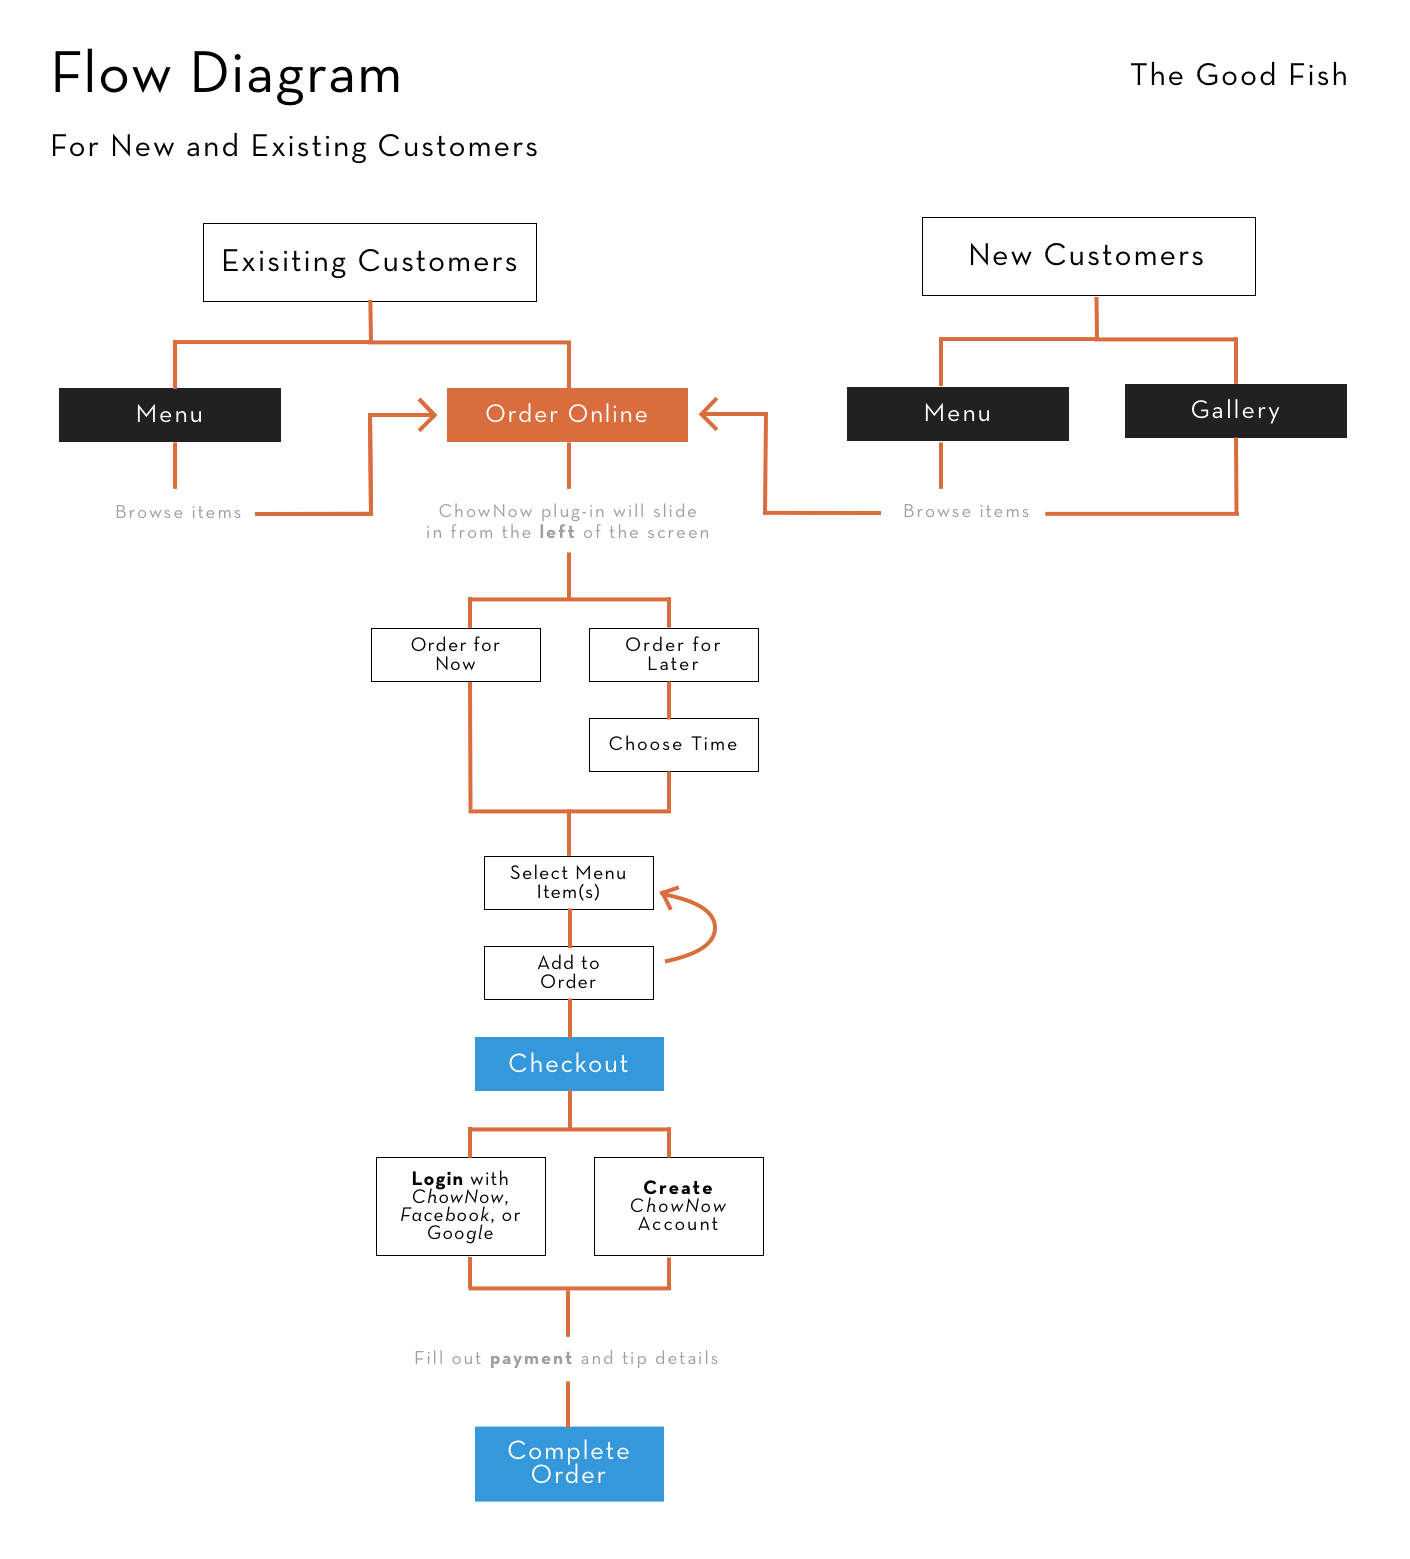 Flow Diagram
The Good Fish
For New and Existing Customers
Exisiting Customers
New Customers
Menu
Order Online
Menu
Gallery
Browse items
ChowNow plug-in will slide
in from the left of the screen
Browse items
Order for
Now
Order for
Later
Choose Time
Select Menu
Item(s)
Add to
Order
Checkout
Login with
ChowNow,
Facebook, or
Google
Create
ChowNow
Account
Fill out payment and tip details
Complete
Order